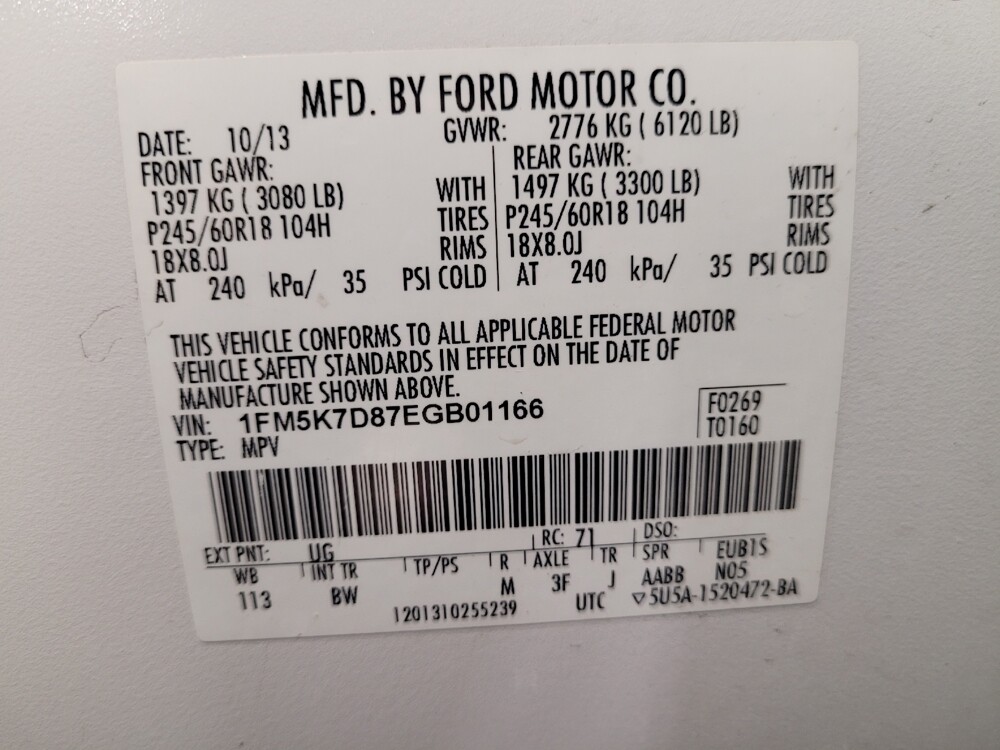 MFD. BY FORD MOTOR CO.
DATE: 10/13 GVWR: 2776 KG ( 6120 LB)
FRONT GAWR: REAR GAWR:
1397 KG ( 3080 LB) WITH 1497 KG ( 3300 LB) WITH
P245/60R18 104H TIRES P245/60R18 104H TIRES
18X8.0J RIMS 18X8.0J RIMS
AT 240 kPa/ 35 PSI COLD AT 240 kPa/ 35 PSI COLD
THIS VEHICLE CONFORMS TO ALL APPLICABLE FEDERAL MOTOR
VEHICLE SAFETY STANDARDS IN EFFECT ON THE DATE OF
MANUFACTURE SHOWN ABOVE.
VIN: 1FM5K7D87EGB01166 F0269
TYPE: MPV T0160
EXT PNT: UG RC: 71 DSO:
WB INT TR TP/PS R AXLE TR SPR EUB1S
113 BW M 3F J AABB N05
1201310255239 UTC ▽5U5A-1520472-BA